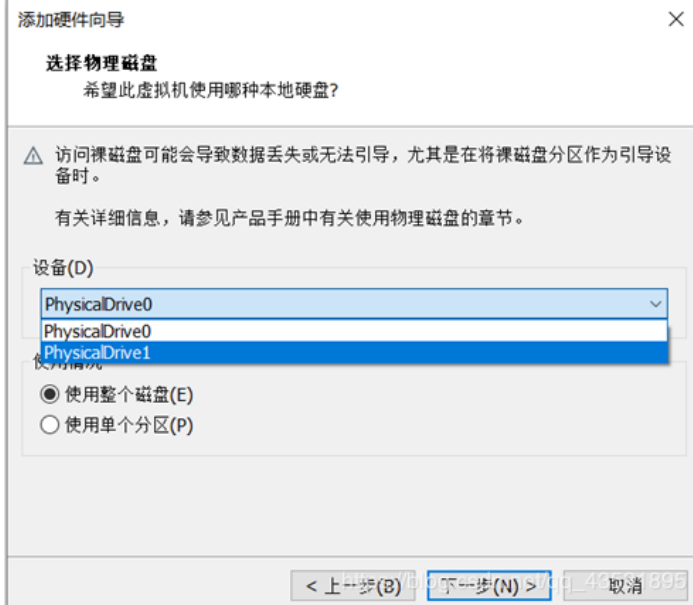 添加硬件向导
选择物理磁盘
希望此虚拟机使用哪种本地硬盘?
访问裸磁盘可能会导致数据丢失或无法引导，尤其是在将裸磁盘分区作为引导设
备时。
有关详细信息，请参见产品手册中有关使用物理磁盘的章节。
设备(D)
PhysicalDrive0
PhysicalDrive0
PhysicalDrive1
使用情况
使用整个磁盘(E)
使用单个分区(P)
< 上一步(B) 下一步(N) > 取消